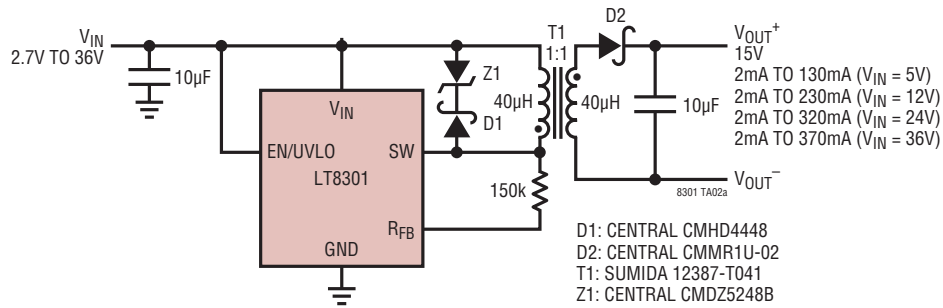 VIN
2.7V TO 36V
10µF
VIN
EN/UVLO
SW
LT8301
RFB
GND
Z1
D1
150k
T1
1:1
40µH
40µH
D2
10µF
VOUT+
15V
2mA TO 130mA (VIN = 5V)
2mA TO 230mA (VIN = 12V)
2mA TO 320mA (VIN = 24V)
2mA TO 370mA (VIN = 36V)
VOUT–
8301 TA02a
D1: CENTRAL CMHD4448
D2: CENTRAL CMMR1U-02
T1: SUMIDA 12387-T041
Z1: CENTRAL CMDZ5248B